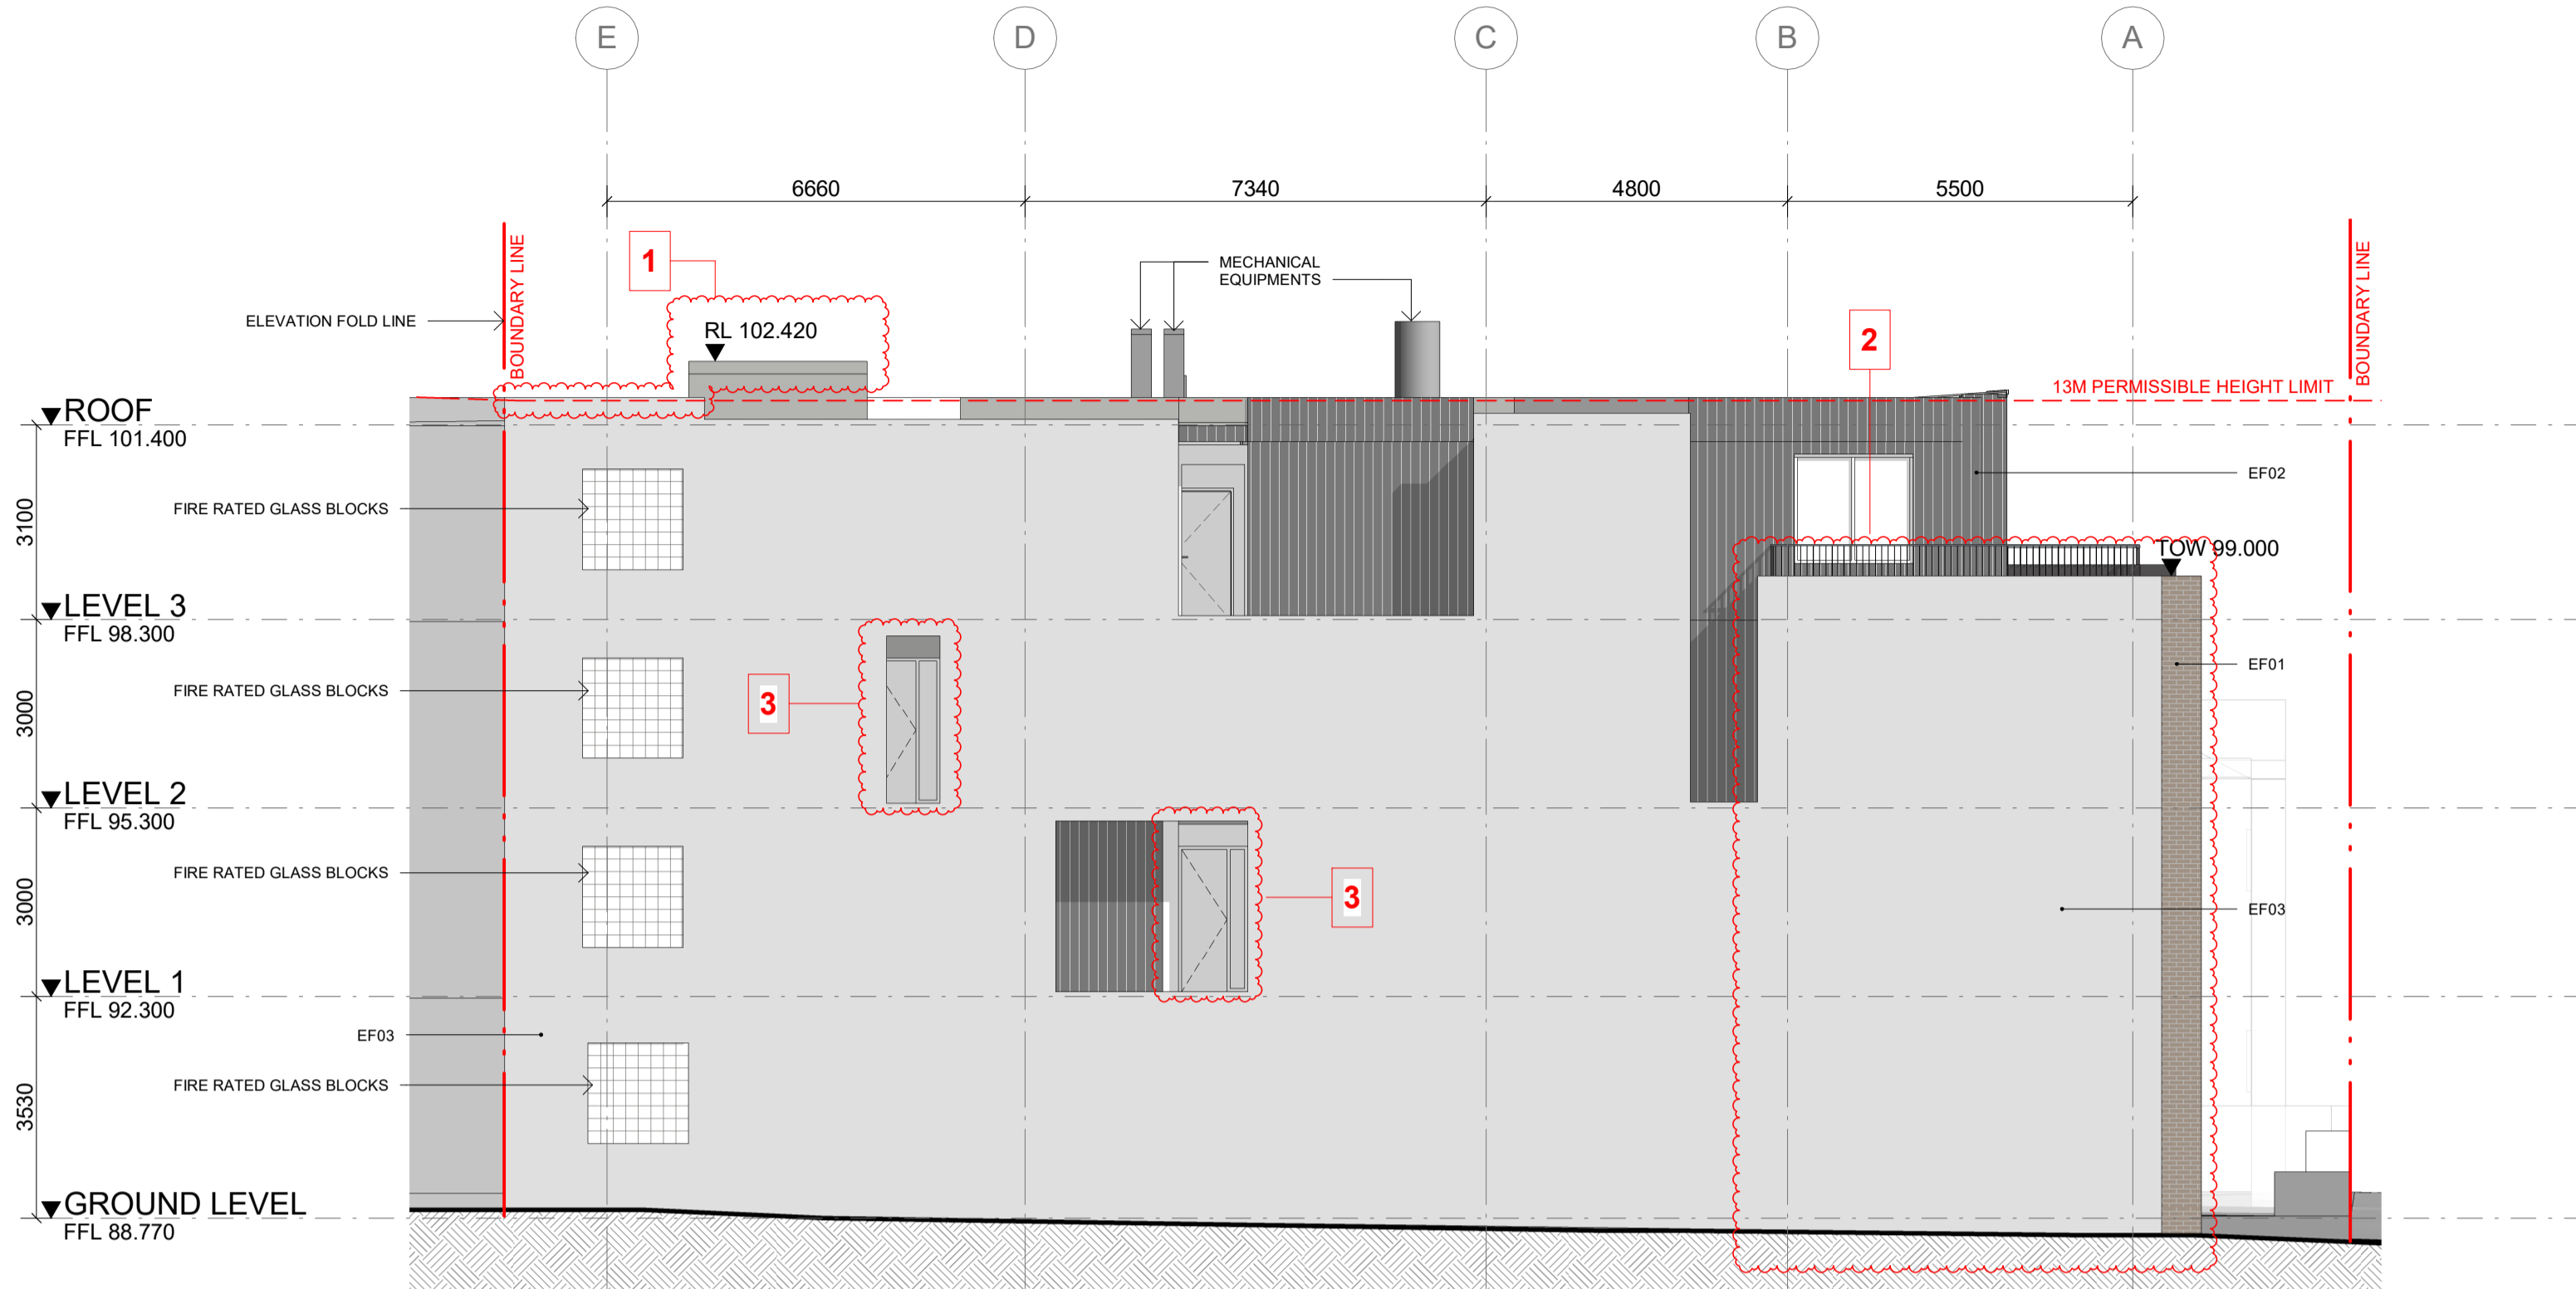 E
D
C
B
A
6660
7340
4800
5500
BOUNDARY LINE
BOUNDARY LINE
1
MECHANICAL
EQUIPMENTS
ELEVATION FOLD LINE
RL 102.420
2
13M PERMISSIBLE HEIGHT LIMIT
ROOF
FFL 101.400
EF02
FIRE RATED GLASS BLOCKS
3100
TOW 99.000
LEVEL 3
FFL 98.300
EF01
FIRE RATED GLASS BLOCKS
3
3000
LEVEL 2
FFL 95.300
FIRE RATED GLASS BLOCKS
3
3000
EF03
LEVEL 1
FFL 92.300
EF03
FIRE RATED GLASS BLOCKS
3530
GROUND LEVEL
FFL 88.770